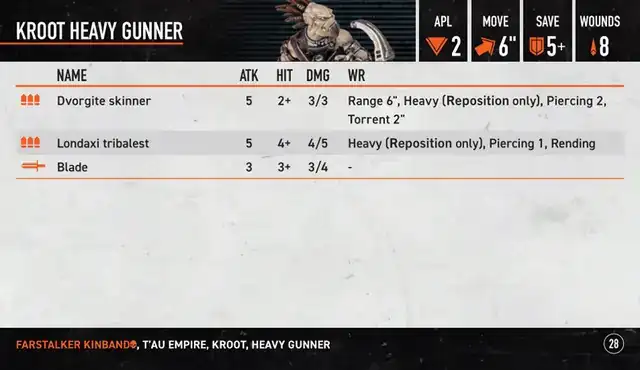 KROOT HEAVY GUNNER
APL MOVE SAVE WOUNDS
2 6" 5+ 8
NAME ATK HIT DMG WR
Dvorgite skinner 5 2+ 3/3 Range 6", Heavy (Reposition only), Piercing 2,
Torrent 2"
Londaxi tribalest 5 4+ 4/5 Heavy (Reposition only), Piercing 1, Rending
Blade 3 3+ 3/4 -
FARSTALKER KINBAND, T'AU EMPIRE, KROOT, HEAVY GUNNER
28